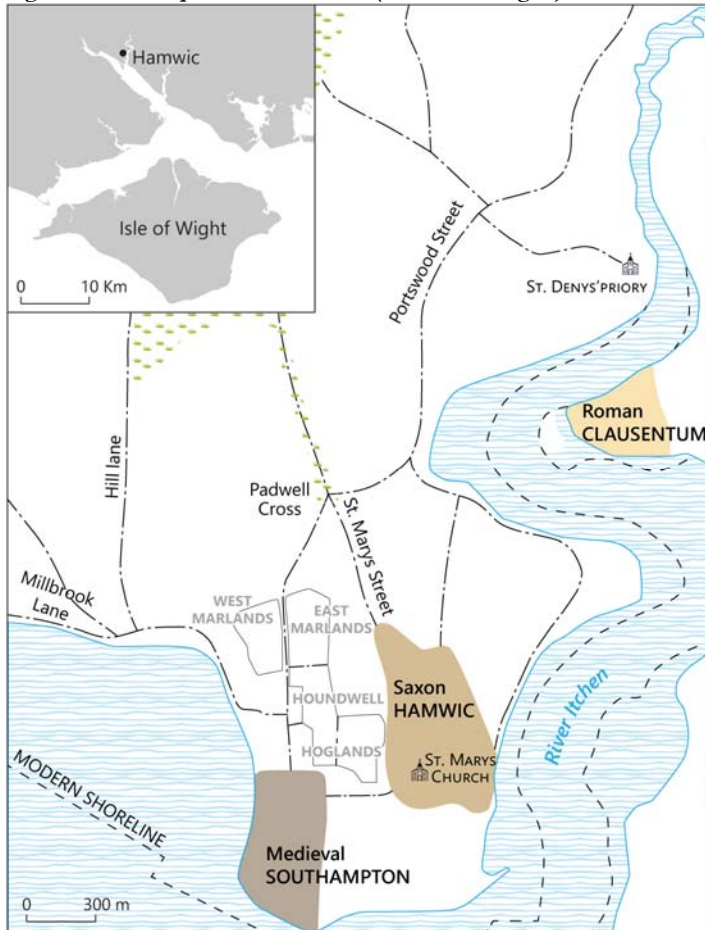 Hamwic
Isle of Wight
0 10 Km
Portswood Street
ST. DENYS'PRIORY
Roman
CLAUSENTUM
Hill lane
Padwell
Cross
St. Marys Street
Millbrook
Lane
WEST
MARLANDS
EAST
MARLANDS
Saxon
HAMWIC
HOUNDWELL
HOGLANDS
ST. MARYS
CHURCH
River Itchen
MODERN SHORELINE
Medieval
SOUTHAMPTON
0 300 m